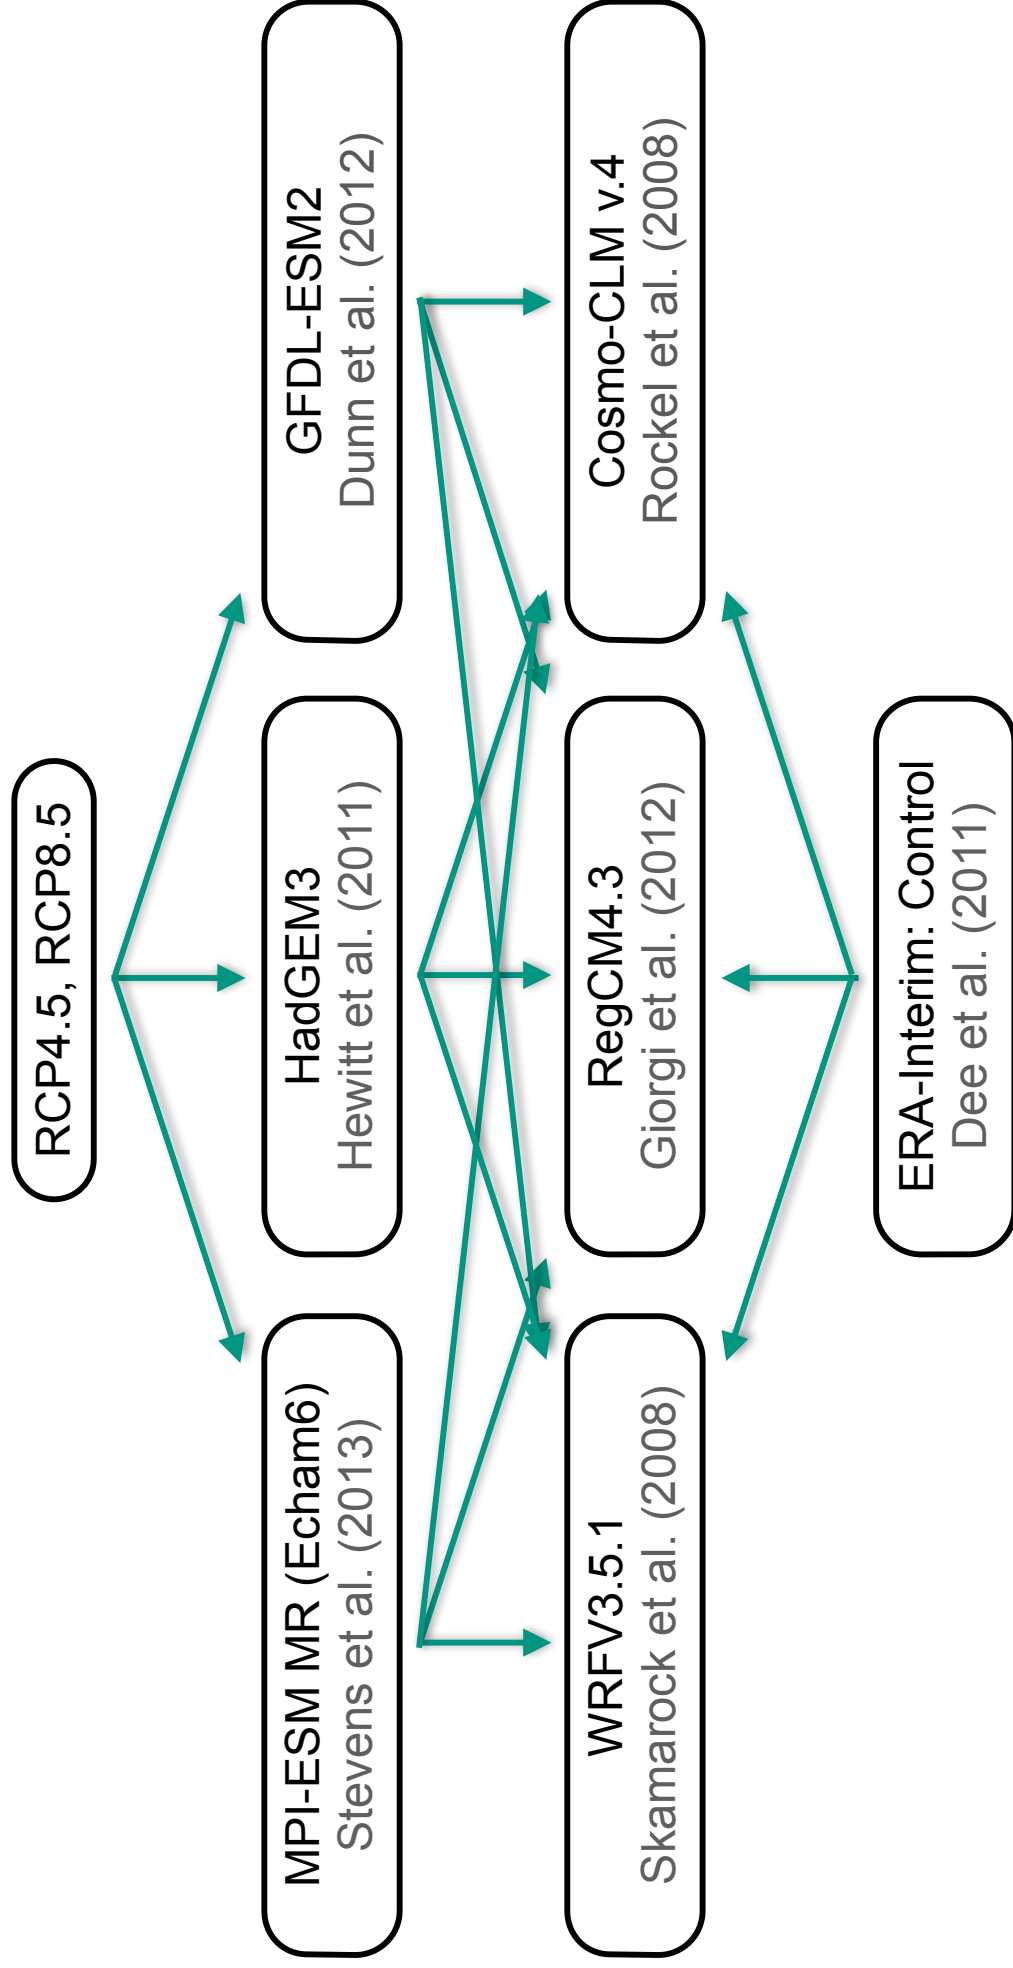 RCP4.5, RCP8.5
MPI-ESM MR (Echam6)
Stevens et al. (2013)
HadGEM3
Hewitt et al. (2011)
GFDL-ESM2
Dunn et al. (2012)
WRFV3.5.1
Skamarock et al. (2008)
RegCM4.3
Giorgi et al. (2012)
Cosmo-CLM v.4
Rockel et al. (2008)
ERA-Interim: Control
Dee et al. (2011)